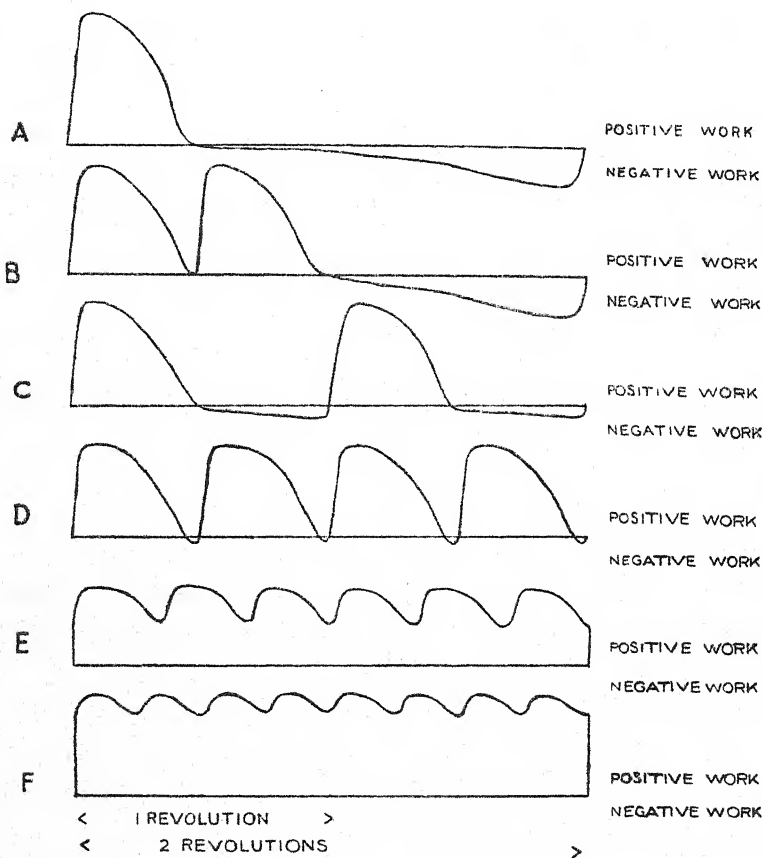 A
POSITIVE WORK
NEGATIVE WORK
B
POSITIVE WORK
NEGATIVE WORK
C
POSITIVE WORK
NEGATIVE WORK
D
POSITIVE WORK
NEGATIVE WORK
E
POSITIVE WORK
NEGATIVE WORK
F
POSITIVE WORK
NEGATIVE WORK
< 1 REVOLUTION >
< 2 REVOLUTIONS >